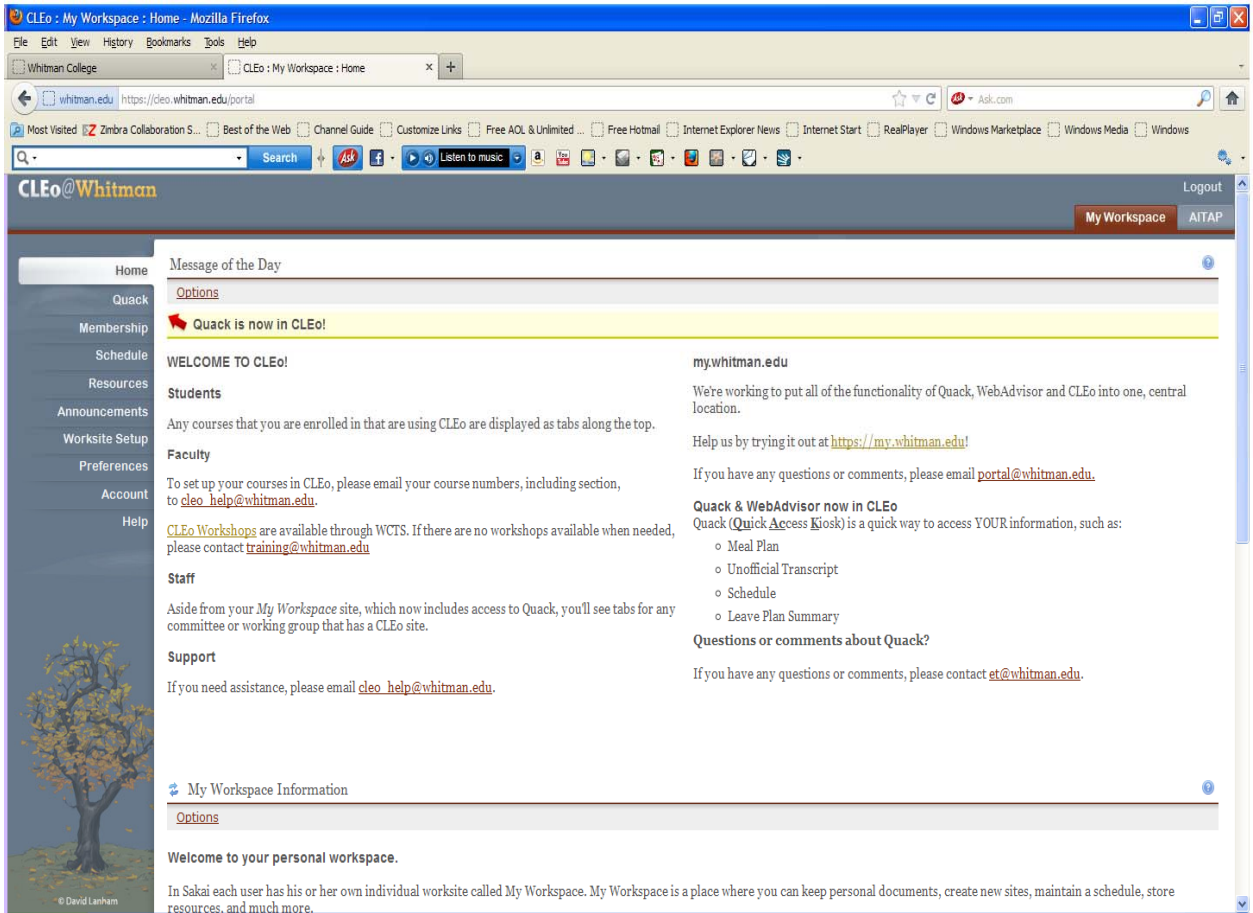 CLEo : My Workspace : Home - Mozilla Firefox
File Edit View History Bookmarks Tools Help
Whitman College
CLEo : My Workspace : Home
whitman.edu https://cleo.whitman.edu/portal
Ask.com
Most Visited Zimbra Collaboration S... Best of the Web Channel Guide Customize Links Free AOL & Unlimited ... Free Hotmail Internet Explorer News Internet Start RealPlayer Windows Marketplace Windows Media Windows
Search Ask Listen to music
CLEo@Whitman
Logout
My Workspace AITAP
Home
Quack
Membership
Schedule
Resources
Announcements
Worksite Setup
Preferences
Account
Help
Message of the Day
Options
Quack is now in CLEo!
WELCOME TO CLEo!
Students
Any courses that you are enrolled in that are using CLEo are displayed as tabs along the top.
Faculty
To set up your courses in CLEo, please email your course numbers, including section,
to cleo_help@whitman.edu.
CLEo Workshops are available through WCTS. If there are no workshops available when needed,
please contact training@whitman.edu
Staff
Aside from your My Workspace site, which now includes access to Quack, you'll see tabs for any
committee or working group that has a CLEo site.
Support
If you need assistance, please email cleo_help@whitman.edu.
my.whitman.edu
We're working to put all of the functionality of Quack, WebAdvisor and CLEo into one, central
location.
Help us by trying it out at https://my.whitman.edu!
If you have any questions or comments, please email portal@whitman.edu.
Quack & WebAdvisor now in CLEo
Quack (Quick Access Kiosk) is a quick way to access YOUR information, such as:
Meal Plan
Unofficial Transcript
Schedule
Leave Plan Summary
Questions or comments about Quack?
If you have any questions or comments, please contact et@whitman.edu.
My Workspace Information
Options
Welcome to your personal workspace.
In Sakai each user has his or her own individual worksite called My Workspace. My Workspace is a place where you can keep personal documents, create new sites, maintain a schedule, store
resources, and much more.
© David Lanham